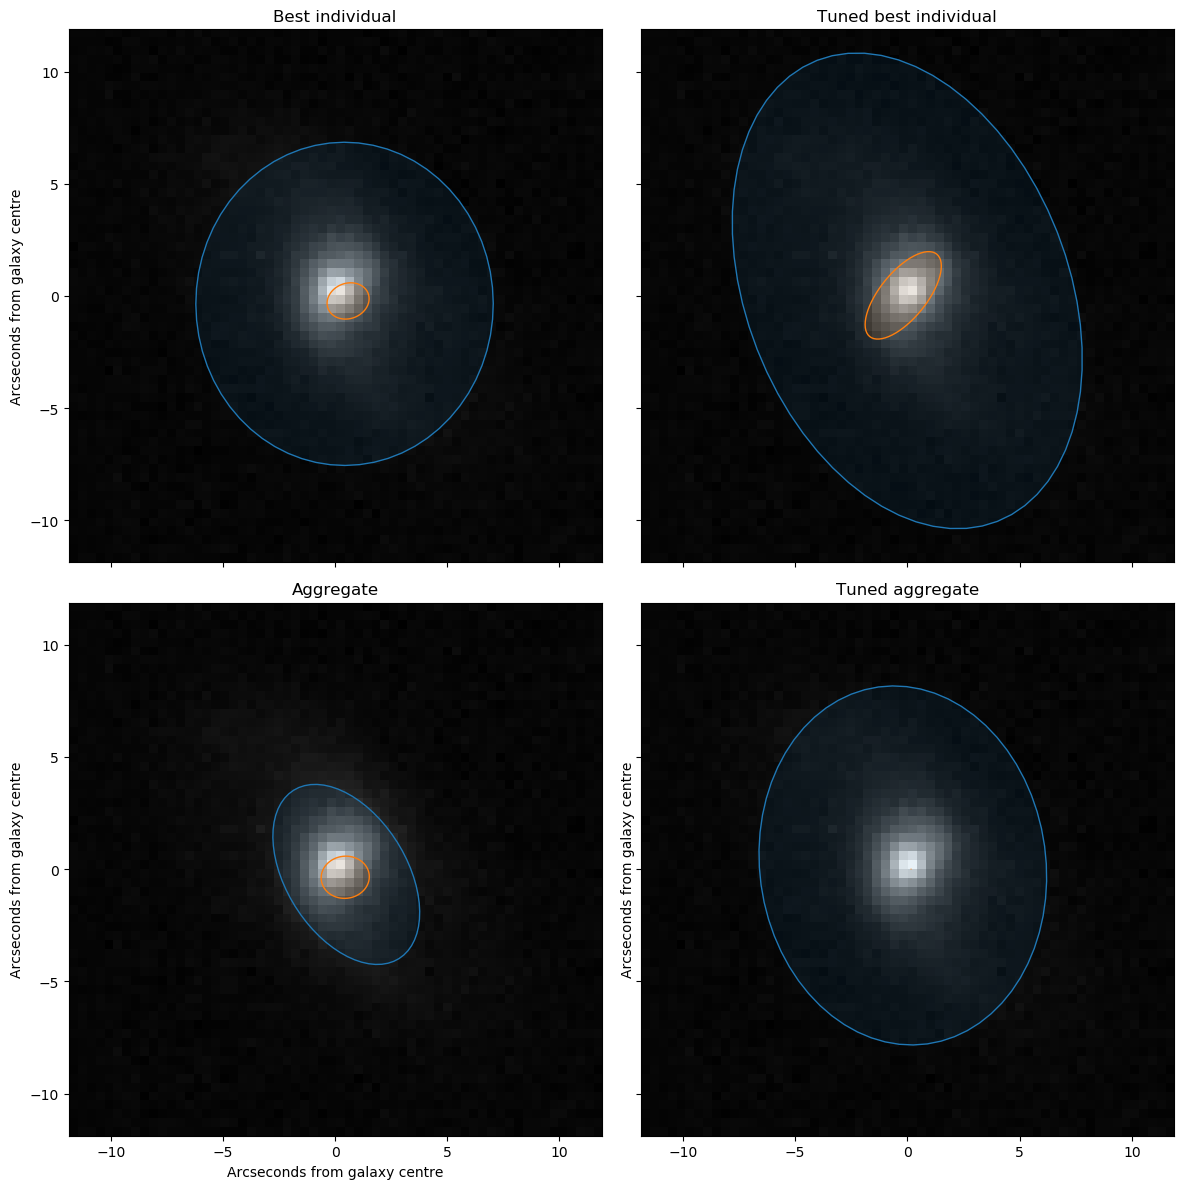 Best individual
Tuned best individual
10
5
0
−5
−10
Arcseconds from galaxy centre
Aggregate
Tuned aggregate
10
5
0
−5
−10
Arcseconds from galaxy centre
Arcseconds from galaxy centre
−10 −5 0 5 10
−10 −5 0 5 10
Arcseconds from galaxy centre